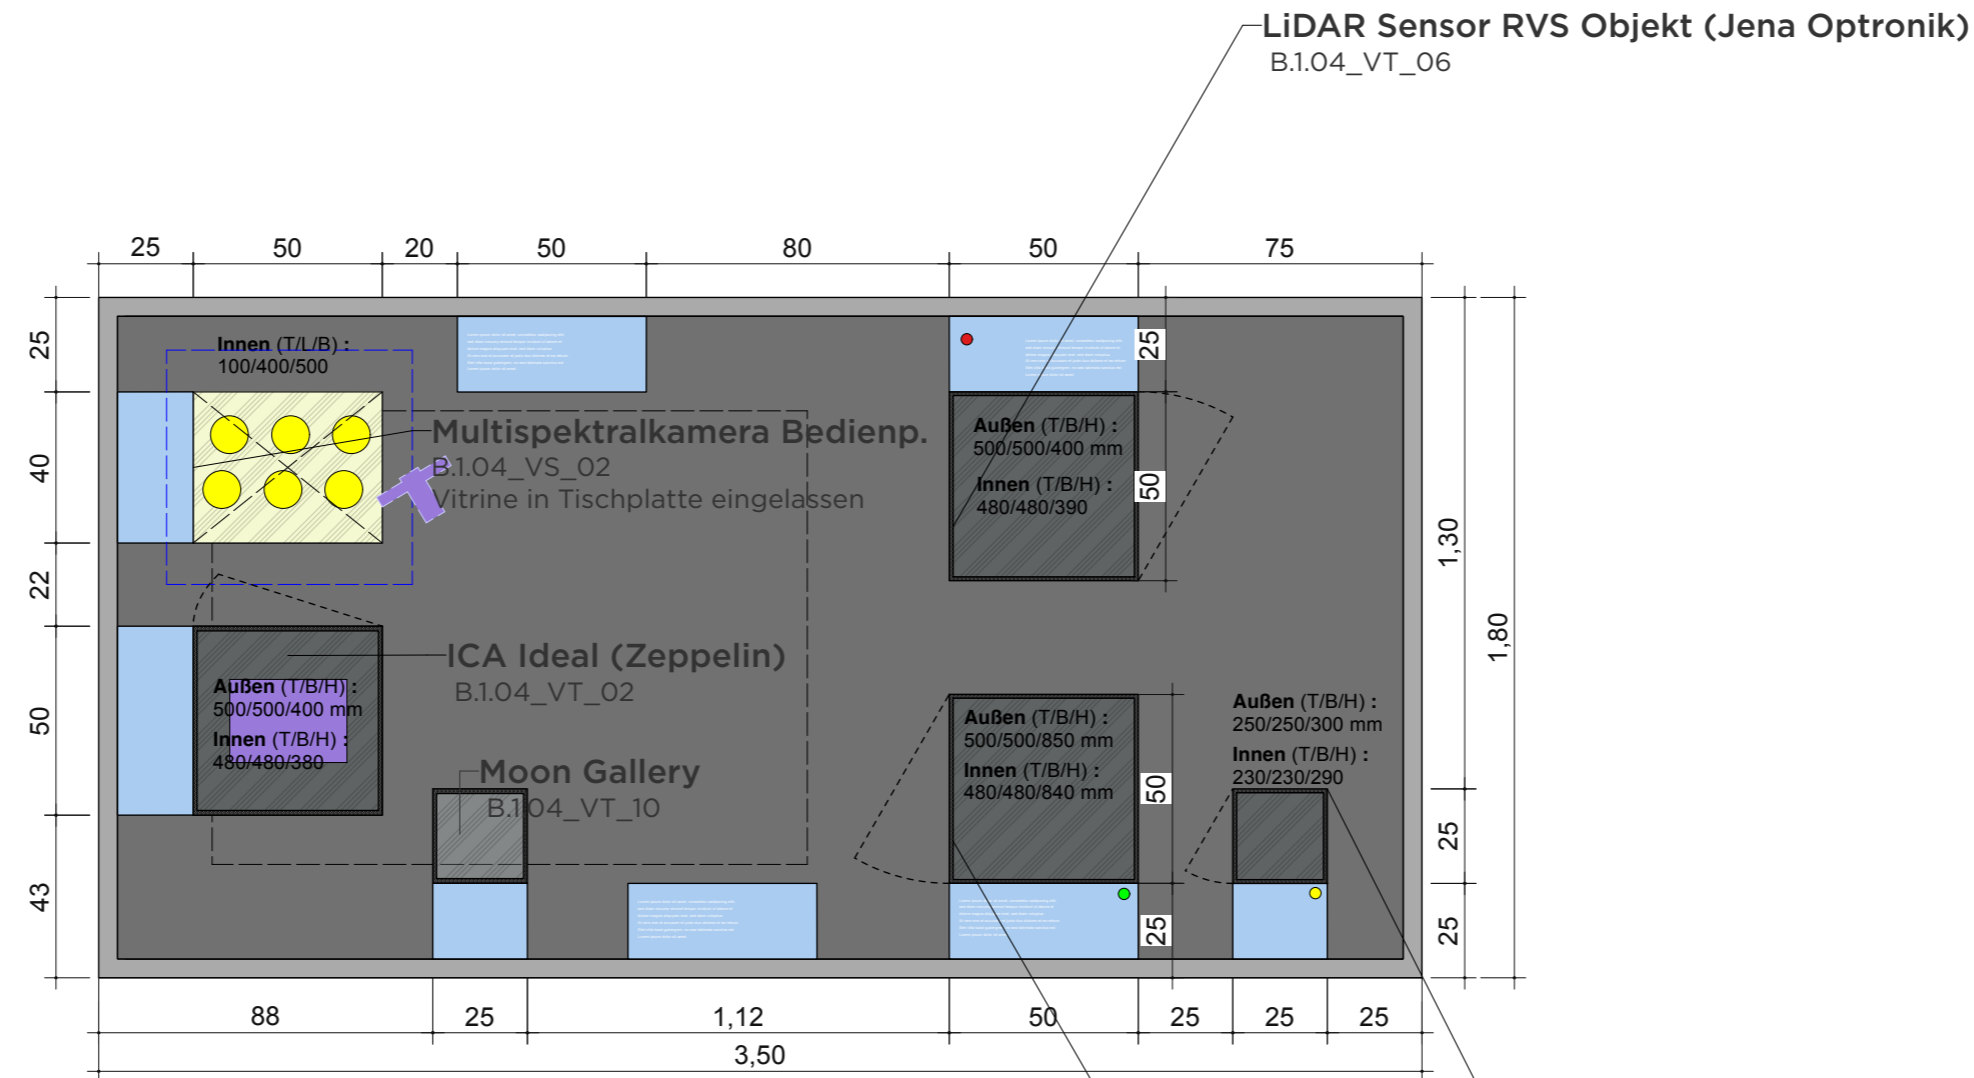 LiDAR Sensor RVS Objekt (Jena Optronik)
B.1.04_VT_06
25
50
20
50
80
50
75
25
40
22
50
43
Innen (T/L/B) :
100/400/500
Multispektralkamera Bedienp.
B.1.04_VS_02
Vitrine in Tischplatte eingelassen
Außen (T/B/H) :
500/500/400 mm
Innen (T/B/H) :
480/480/390
25
50
1,30
1,80
25
25
ICA Ideal (Zeppelin)
B.1.04_VT_02
Außen (T/B/H) :
500/500/400 mm
Innen (T/B/H) :
480/480/380
Moon Gallery
B.1.04_VT_10
Außen (T/B/H) :
500/500/850 mm
Innen (T/B/H) :
480/480/840 mm
50
25
Außen (T/B/H) :
250/250/300 mm
Innen (T/B/H) :
230/230/290
88
25
1,12
50
25
25
25
3,50